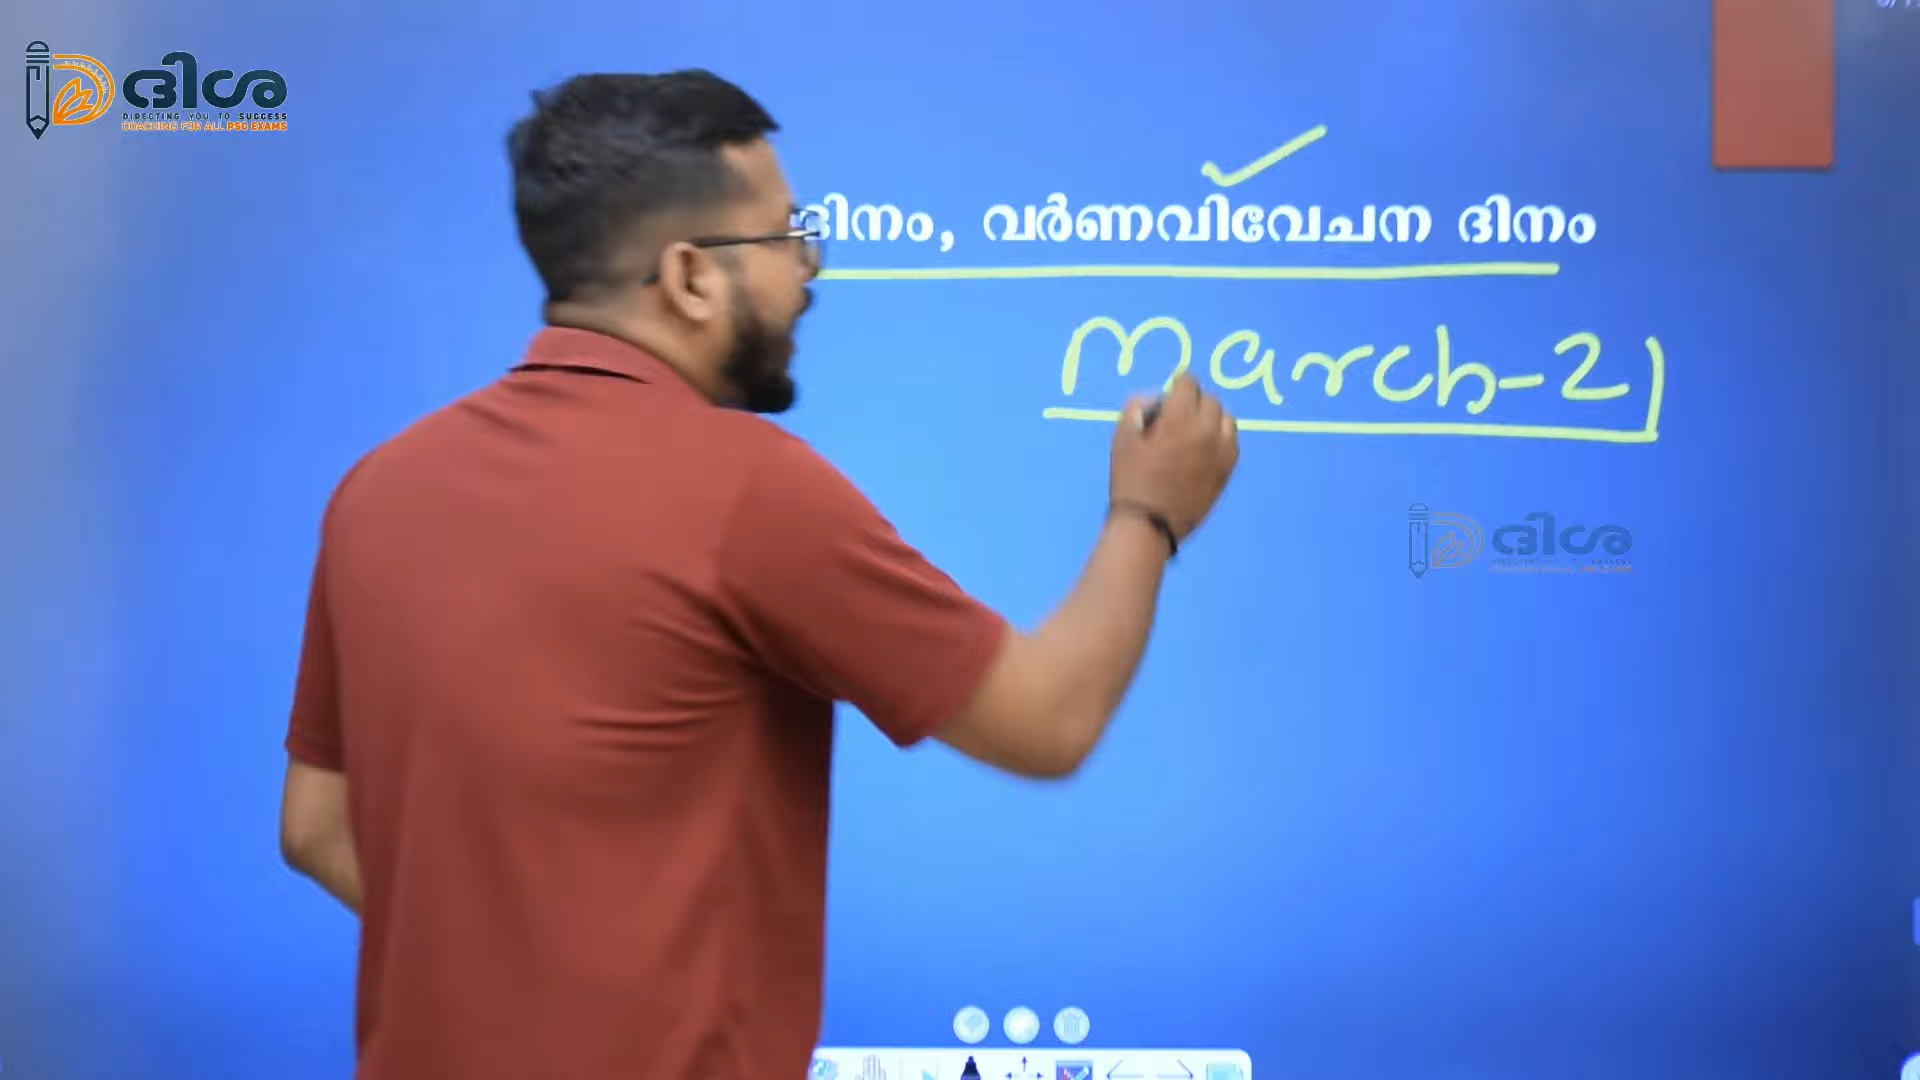 ദിശ
DIRECTING YOU TO SUCCESS
COACHING FOR ALL PSC EXAMS
ദിനം, വർണവിവേചന ദിനം
March-21
ദിശ